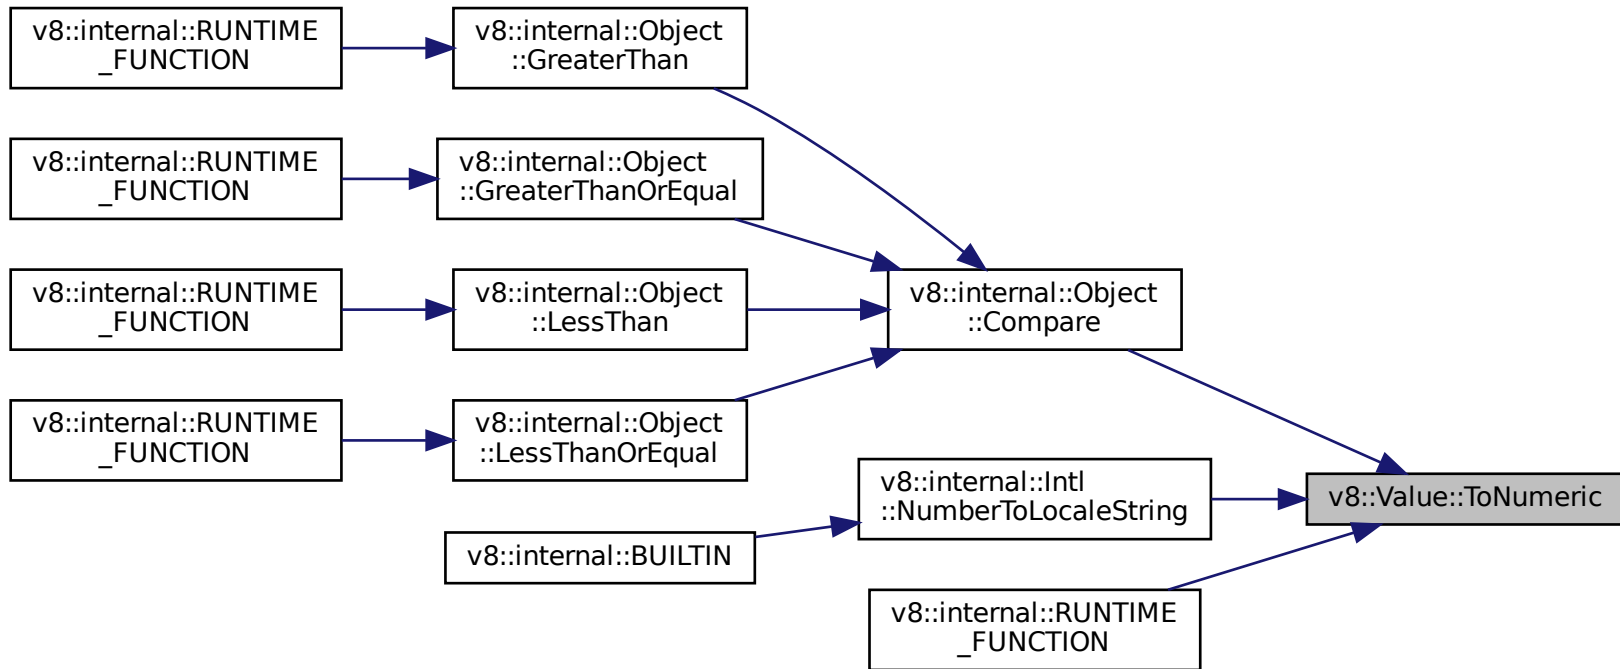 v8::internal::RUNTIME
_FUNCTION
v8::internal::Object
::GreaterThan
v8::internal::RUNTIME
_FUNCTION
v8::internal::Object
::GreaterThanOrEqual
v8::internal::RUNTIME
_FUNCTION
v8::internal::Object
::LessThan
v8::internal::Object
::Compare
v8::internal::RUNTIME
_FUNCTION
v8::internal::Object
::LessThanOrEqual
v8::internal::Intl
::NumberToLocaleString
v8::Value::ToNumeric
v8::internal::BUILTIN
v8::internal::RUNTIME
_FUNCTION